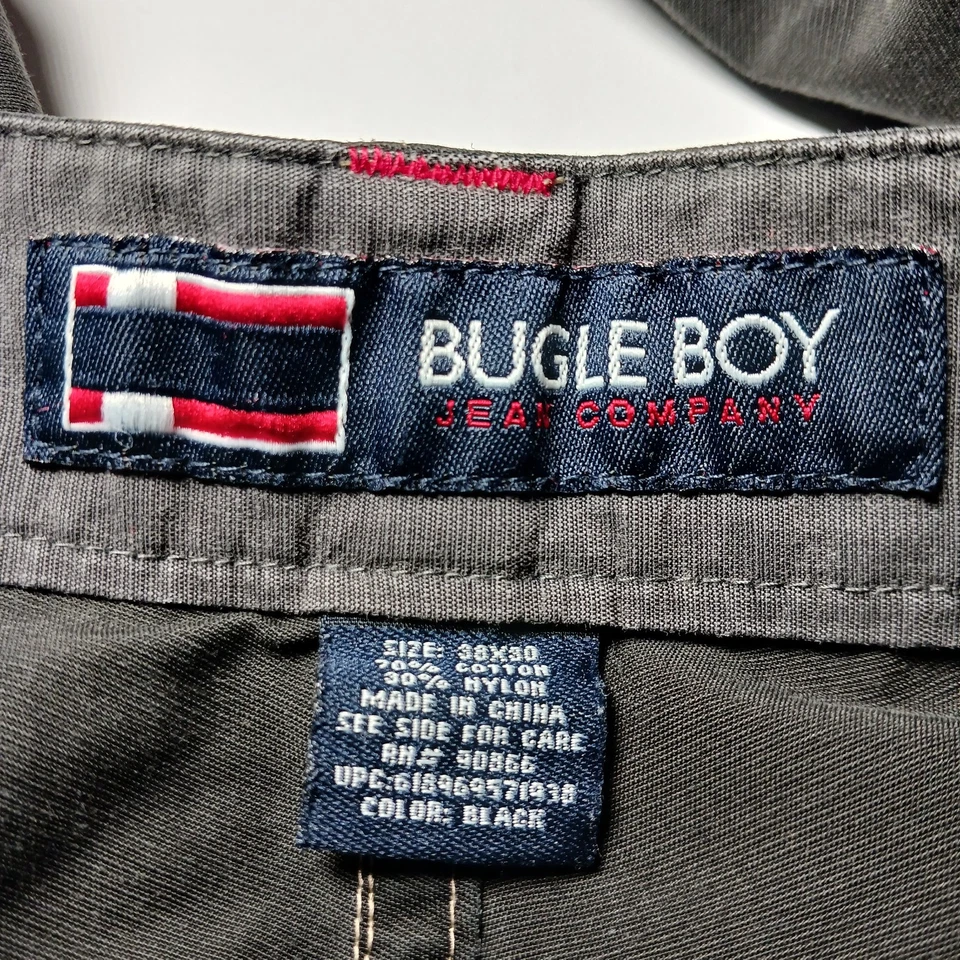 BUGLE BOY
JEAN COMPANY
SIZE: 38X30
70% COTTON
30% NYLON
MADE IN CHINA
SEE SIDE FOR CARE
RN# 90866
UPC:618969571938
COLOR: BLACK